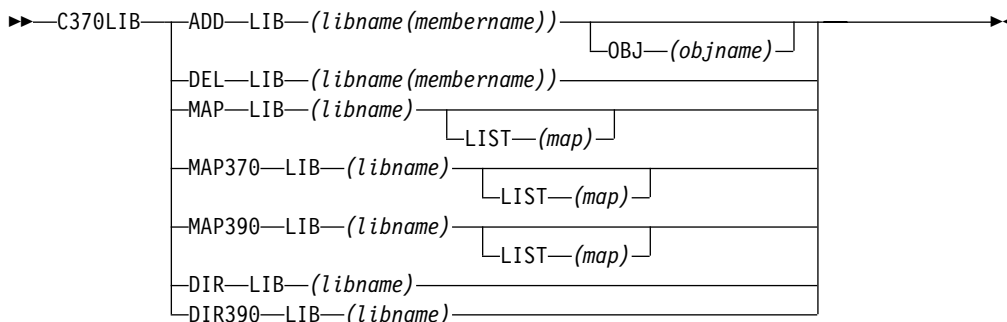 C370LIB ADD LIB (libname(membername))
OBJ (objname)
DEL LIB (libname(membername))
MAP LIB (libname)
LIST (map)
MAP370 LIB (libname)
LIST (map)
MAP390 LIB (libname)
LIST (map)
DIR LIB (libname)
DIR390 LIB (libname)